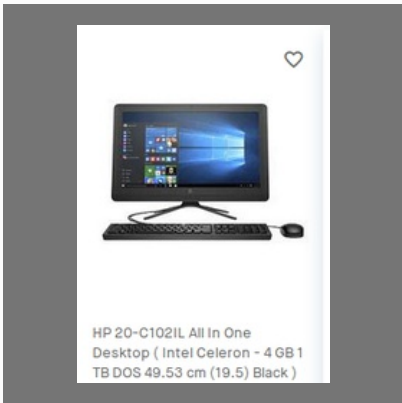 HP 20-C102IL All In One
Desktop ( Intel Celeron - 4 GB 1
TB DOS 49.53 cm (19.5) Black )